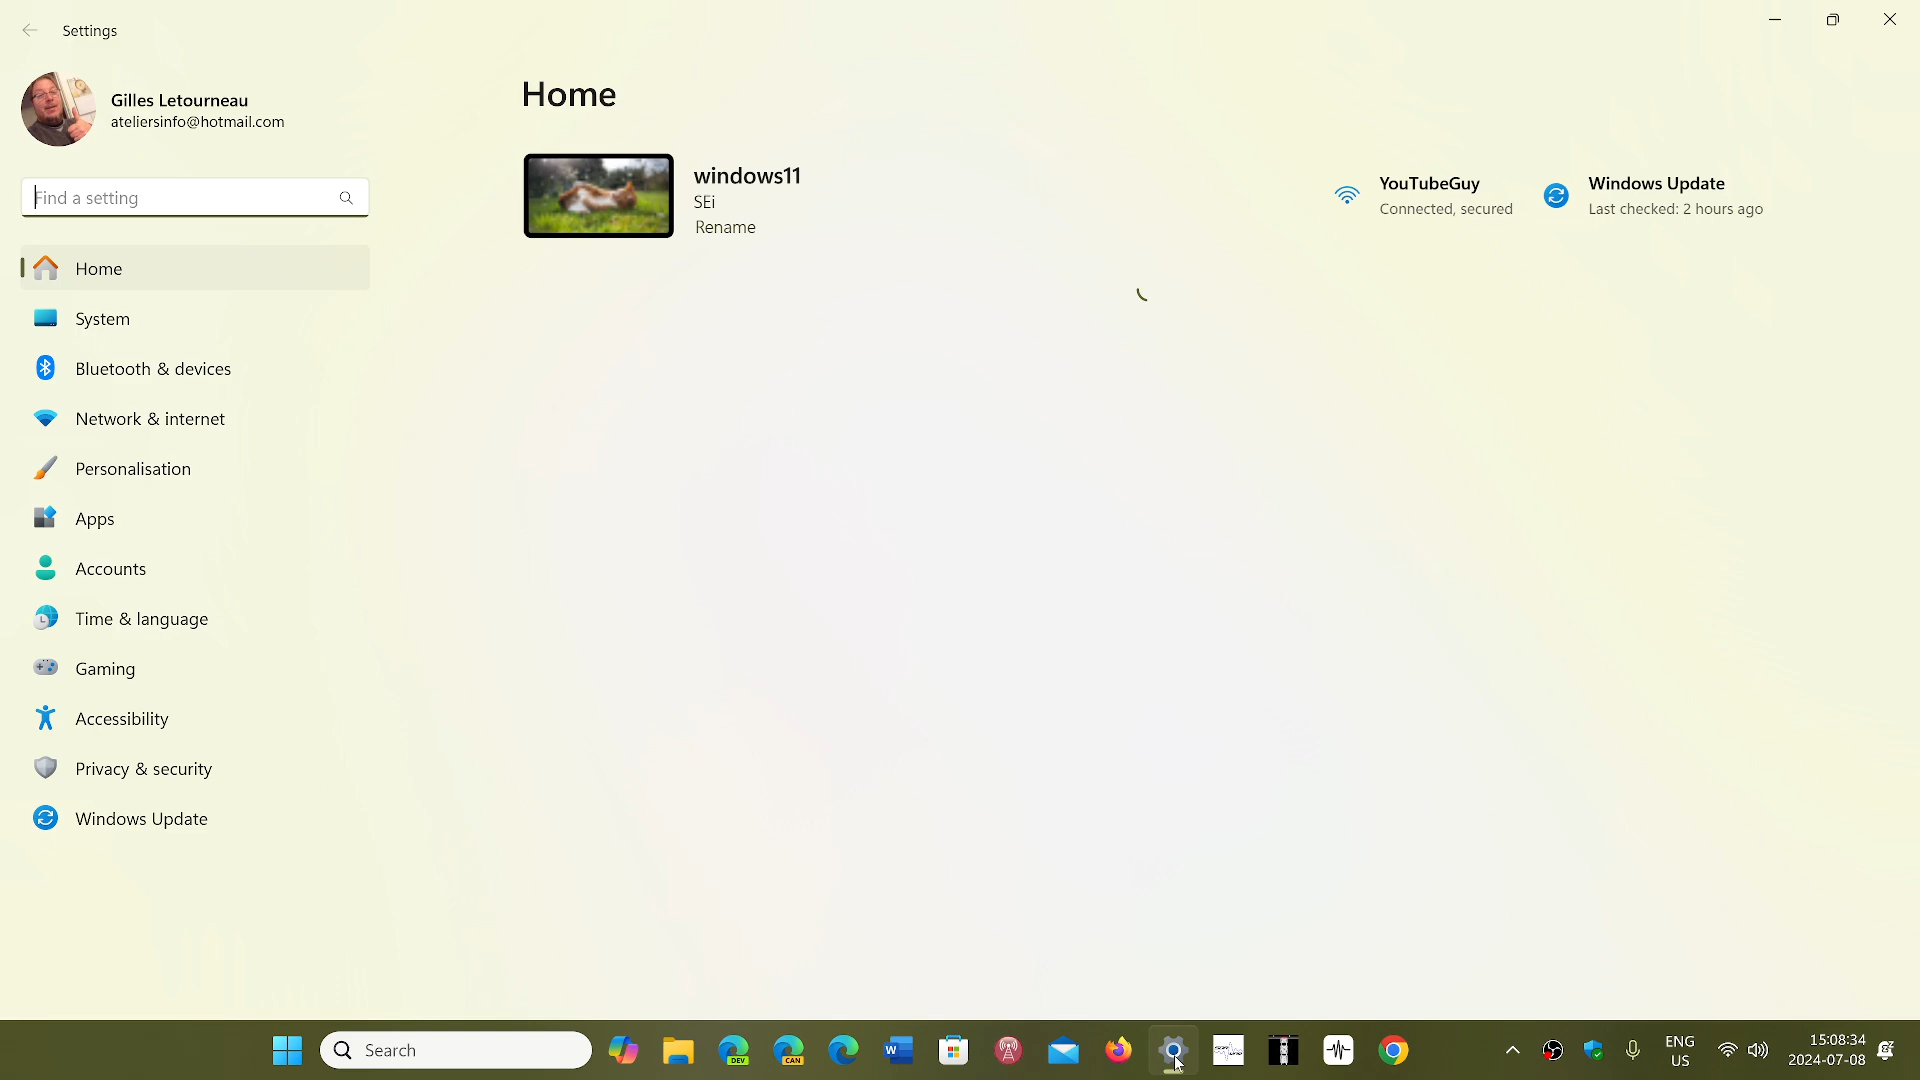 Settings
Gilles Letourneau
ateliersinfo@hotmail.com
Find a setting
Home
System
Bluetooth & devices
Network & internet
Personalisation
Apps
Accounts
Time & language
Gaming
Accessibility
Privacy & security
Windows Update
Home
windows11
SEi
Rename
YouTubeGuy
Connected, secured
Windows Update
Last checked: 2 hours ago
Search
DEV
CAN
W
ENG
US
15:08:34
2024-07-08